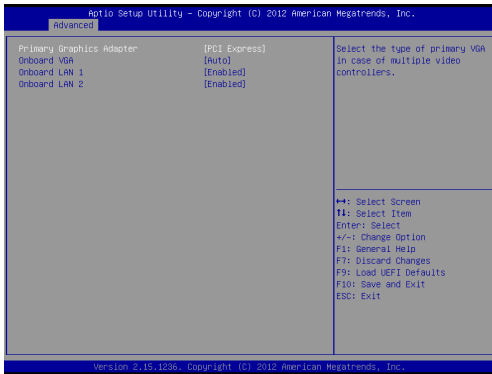 Aptio Setup Utility – Copyright (C) 2012 American Megatrends, Inc.
Advanced
Primary Graphics Adapter [PCI Express]
Onboard VGA [Auto]
Onboard LAN 1 [Enabled]
Onboard LAN 2 [Enabled]
Select the type of primary VGA
in case of multiple video
controllers.
↔: Select Screen
↑↓: Select Item
Enter: Select
+/-: Change Option
F1: General Help
F7: Discard Changes
F9: Load UEFI Defaults
F10: Save and Exit
ESC: Exit
Version 2.15.1236. Copyright (C) 2012 American Megatrends, Inc.